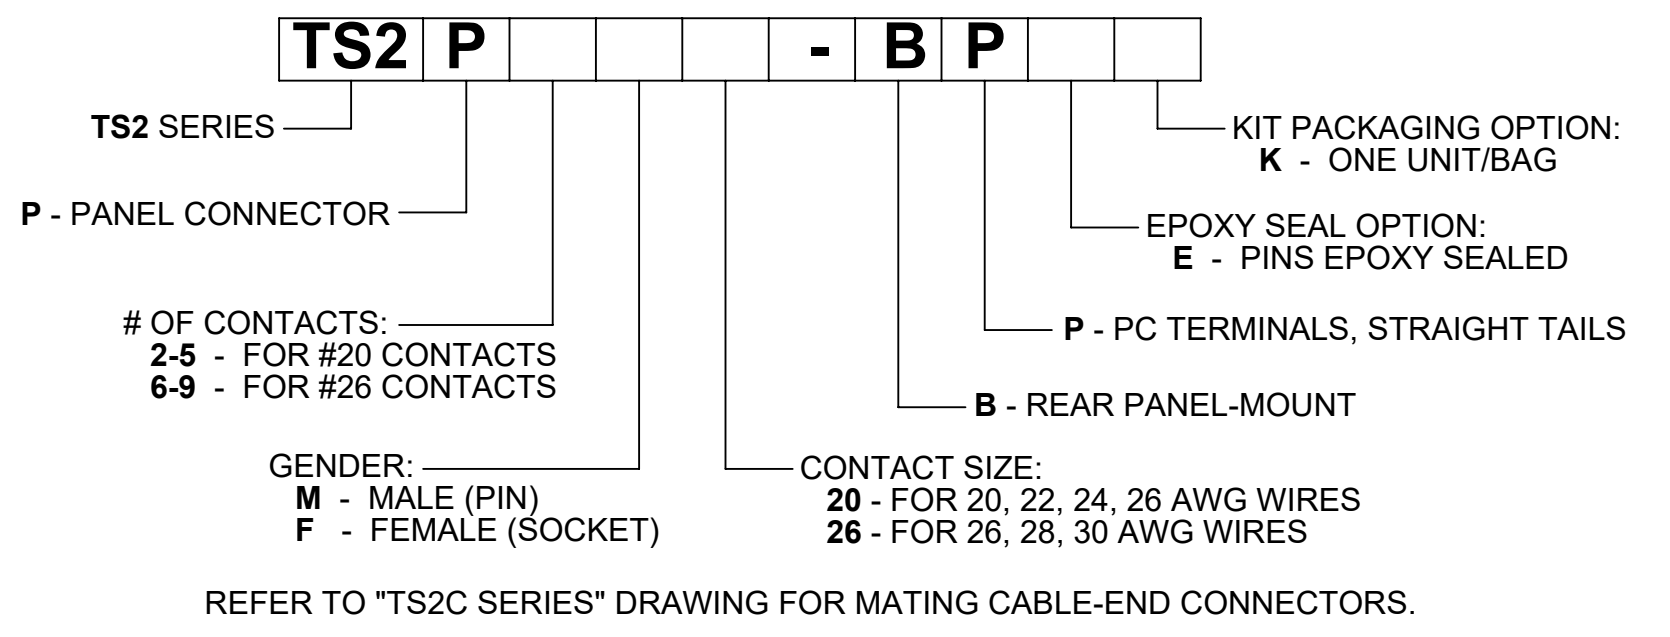 TS2 P - B P
TS2 SERIES
P - PANEL CONNECTOR
# OF CONTACTS:
2-5 - FOR #20 CONTACTS
6-9 - FOR #26 CONTACTS
GENDER:
M - MALE (PIN)
F - FEMALE (SOCKET)
CONTACT SIZE:
20 - FOR 20, 22, 24, 26 AWG WIRES
26 - FOR 26, 28, 30 AWG WIRES
B - REAR PANEL-MOUNT
P - PC TERMINALS, STRAIGHT TAILS
EPOXY SEAL OPTION:
E - PINS EPOXY SEALED
KIT PACKAGING OPTION:
K - ONE UNIT/BAG
REFER TO "TS2C SERIES" DRAWING FOR MATING CABLE-END CONNECTORS.